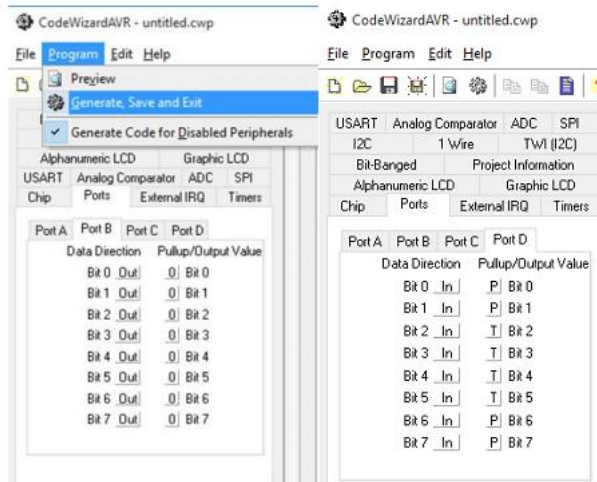 CodeWizardAVR - untitled.cwp
File Program Edit Help
Preview
Generate, Save and Exit
Generate Code for Disabled Peripherals
Alphanumeric LCD Graphic LCD
USART Analog Comparator ADC SPI
Chip Ports External IRQ Timers
Port A Port B Port C Port D
Data Direction Pullup/Output Value
Bit 0 Out 0 Bit 0
Bit 1 Out 0 Bit 1
Bit 2 Out 0 Bit 2
Bit 3 Out 0 Bit 3
Bit 4 Out 0 Bit 4
Bit 5 Out 0 Bit 5
Bit 6 Out 0 Bit 6
Bit 7 Out 0 Bit 7
CodeWizardAVR - untitled.cwp
File Program Edit Help
USART Analog Comparator ADC SPI
I2C 1 Wire TWI (I2C)
Bit-Banged Project Information
Alphanumeric LCD Graphic LCD
Chip Ports External IRQ Timers
Port A Port B Port C Port D
Data Direction Pullup/Output Value
Bit 0 In P Bit 0
Bit 1 In P Bit 1
Bit 2 In T Bit 2
Bit 3 In T Bit 3
Bit 4 In T Bit 4
Bit 5 In T Bit 5
Bit 6 In P Bit 6
Bit 7 In P Bit 7